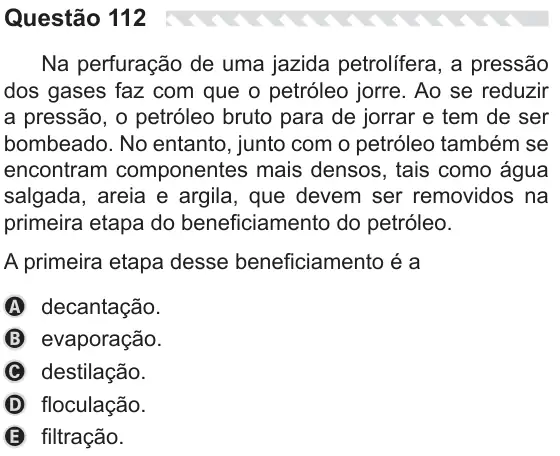 Questão 112
Na perfuração de uma jazida petrolífera, a pressão
dos gases faz com que o petróleo jorre. Ao se reduzir
a pressão, o petróleo bruto para de jorrar e tem de ser
bombeado. No entanto, junto com o petróleo também se
encontram componentes mais densos, tais como água
salgada, areia e argila, que devem ser removidos na
primeira etapa do beneficiamento do petróleo.
A primeira etapa desse beneficiamento é a
A decantação.
B evaporação.
C destilação.
D floculação.
E filtração.